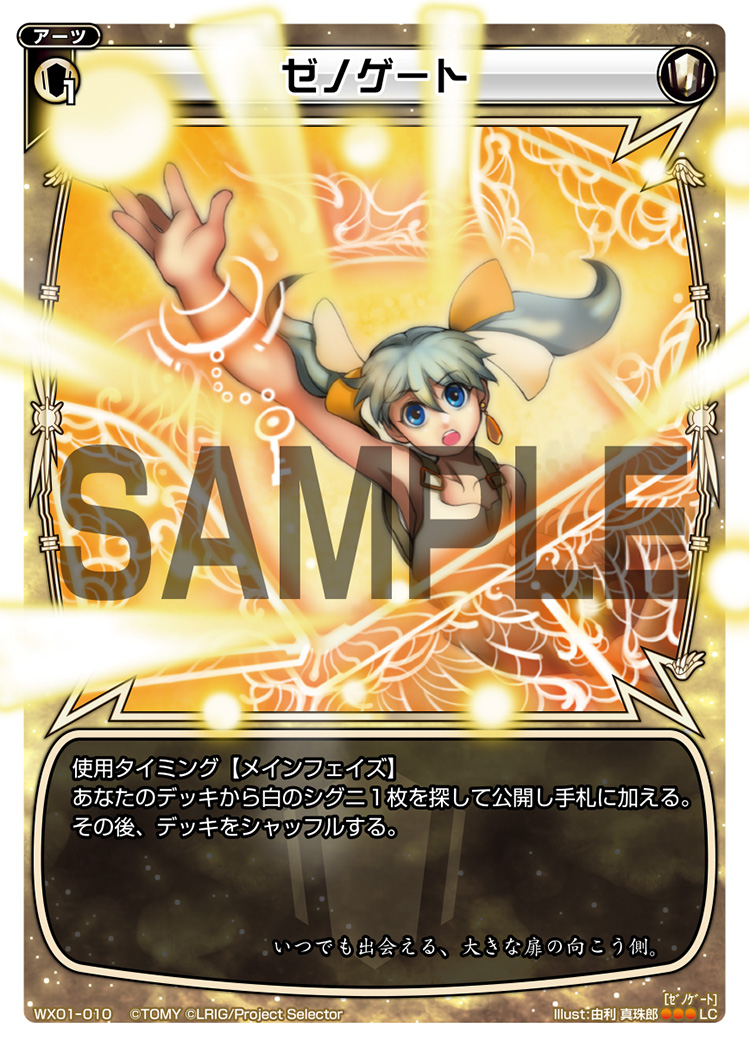 アーツ
1
ゼノゲート
SAMPLE
使用タイミング【メインフェイズ】
あなたのデッキから白のシグニ１枚を探して公開し手札に加える。
その後、デッキをシャッフルする。
いつでも出会える、大きな扉の向こう側。
[ｾﾞﾉｹﾞｰﾄ]
WX01-010 ©TOMY ©LRIG/Project Selector Illust:由利 真珠郎 LC